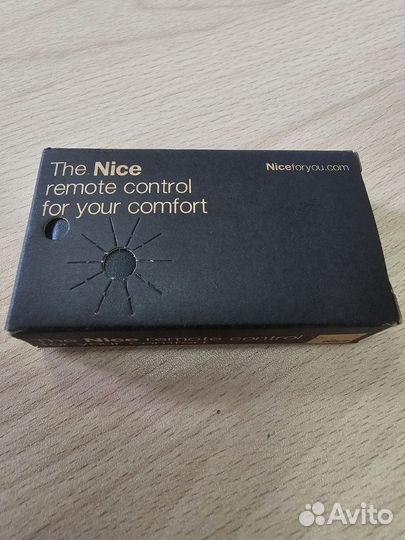 The Nice
remote control
for your comfort
Niceforyou.com
the Nice remote control
Avito